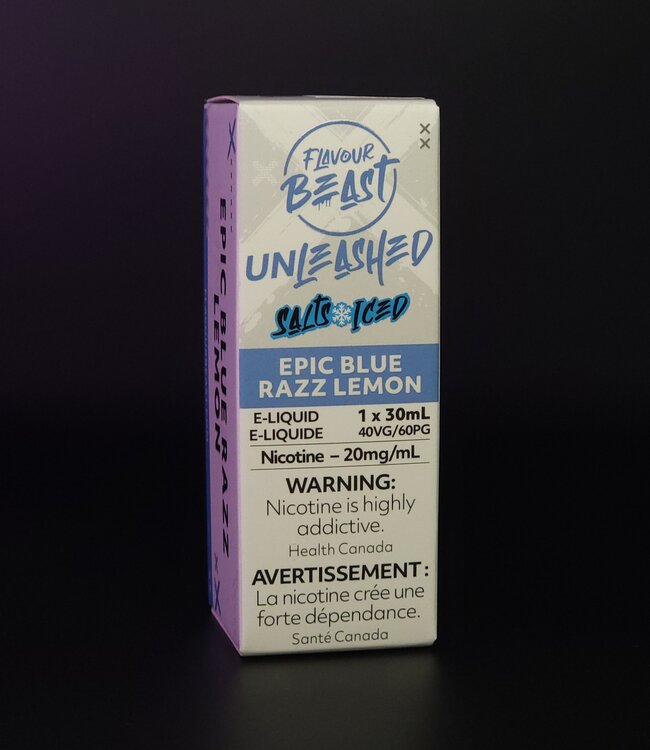 FLAVOUR
BEAST
UNLEASHED
SALTS ICED
EPIC BLUE
RAZZ LEMON
E-LIQUID 1 x 30mL
E-LIQUIDE 40VG/60PG
Nicotine – 20mg/mL
WARNING:
Nicotine is highly
addictive.
Health Canada
AVERTISSEMENT :
La nicotine crée une
forte dépendance.
Santé Canada
EPIC BLUE RAZZ
LEMON